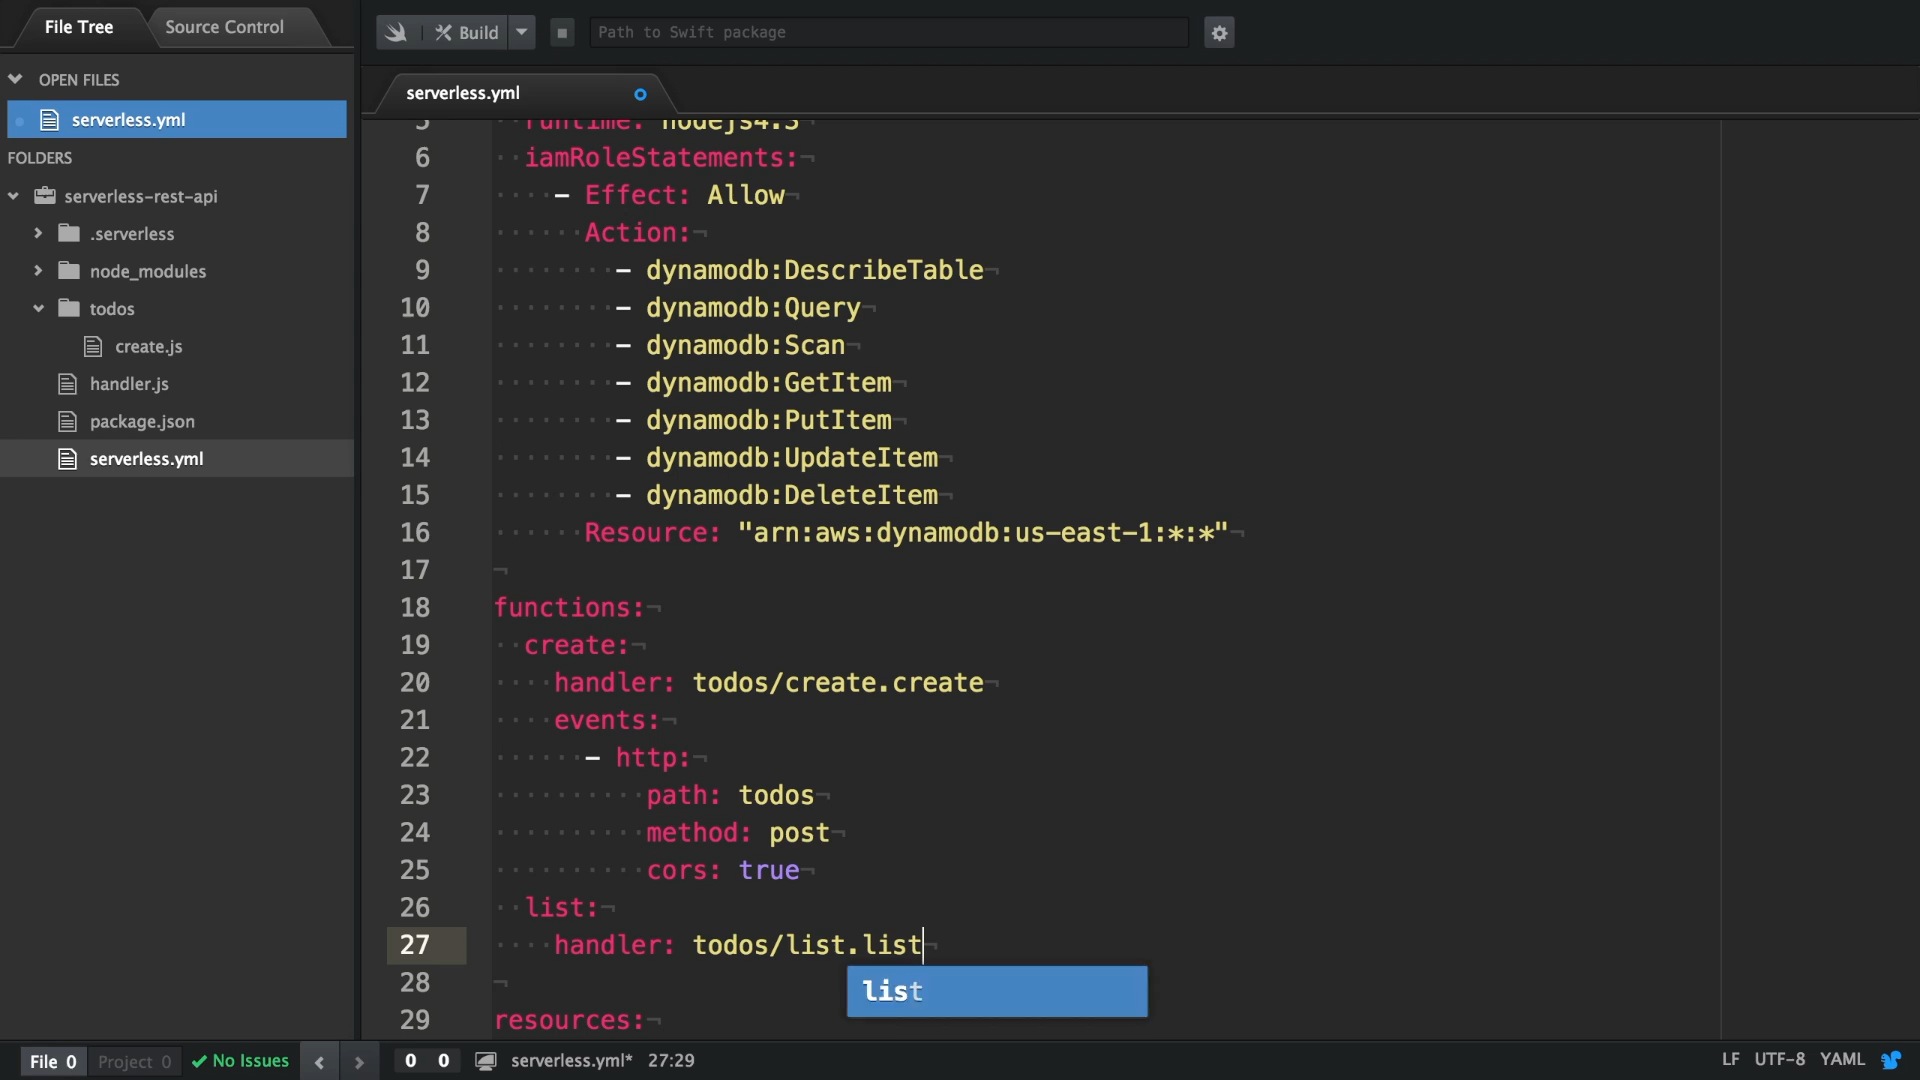 File Tree
Source Control
Build
Path to Swift package
OPEN FILES
serverless.yml
FOLDERS
serverless-rest-api
.serverless
node_modules
todos
create.js
handler.js
package.json
serverless.yml
serverless.yml
5 runtime: nodejs4.3
6 iamRoleStatements:
7 - Effect: Allow
8 Action:
9 - dynamodb:DescribeTable
10 - dynamodb:Query
11 - dynamodb:Scan
12 - dynamodb:GetItem
13 - dynamodb:PutItem
14 - dynamodb:UpdateItem
15 - dynamodb:DeleteItem
16 Resource: "arn:aws:dynamodb:us-east-1:*:*"
17
18 functions:
19 create:
20 handler: todos/create.create
21 events:
22 - http:
23 path: todos
24 method: post
25 cors: true
26 list:
27 handler: todos/list.list
28
list
29 resources:
File 0 Project 0 No Issues 0 0 serverless.yml* 27:29 LF UTF-8 YAML